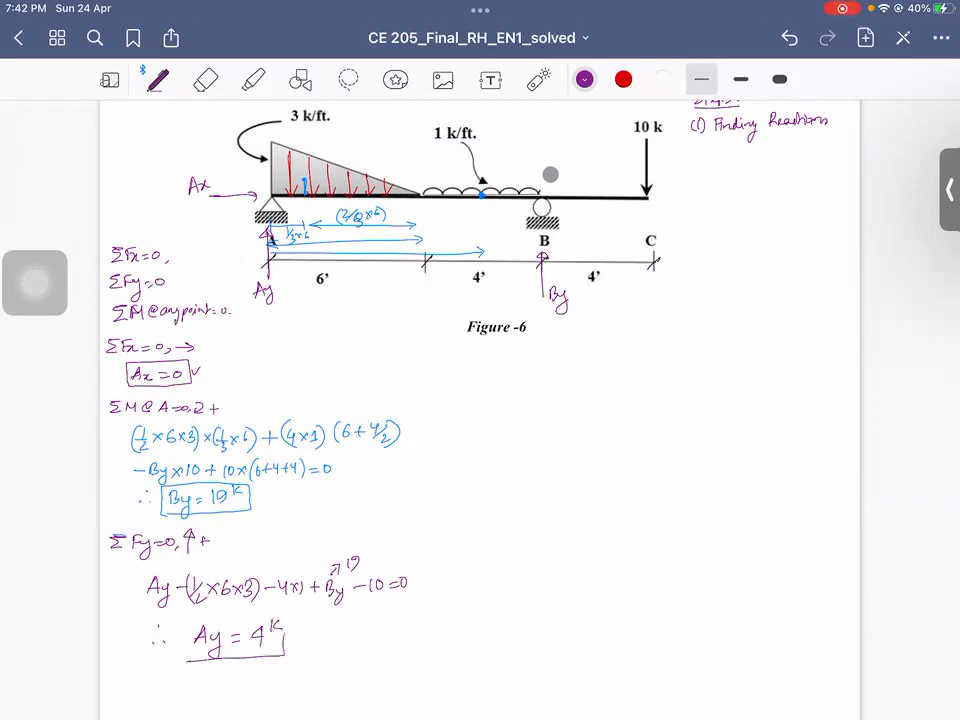 7:42 PM Sun 24 Apr
40%
CE 205_Final_RH_EN1_solved
(1) Finding Reactions
3 k/ft.
1 k/ft.
10 k
Ax
(2/3×6)
1/3×6
B
C
6'
4'
4'
Ay
By
Figure -6
ΣFx=0,
ΣFy=0
ΣM@any point=0.
ΣFx=0, →
Ax=0
ΣM@A=0, +
(1/2×6×3)×(1/3×6)+(4×1)(6+4/2)
-By×10+10×(6+4+4)=0
∴ By=19 k
ΣFy=0, ↑+
19
Ay-(1/2×6×3)-4×1+By-10=0
∴ Ay=4 k